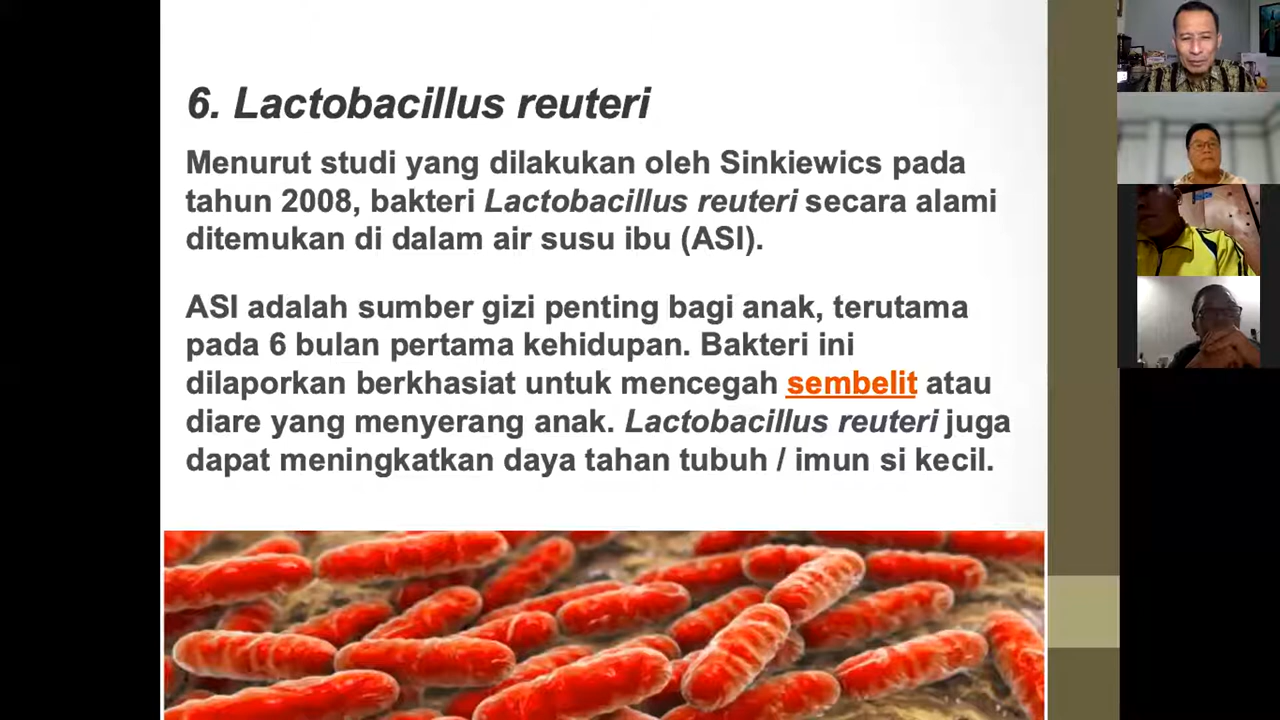 6. Lactobacillus reuteri
Menurut studi yang dilakukan oleh Sinkiewics pada
tahun 2008, bakteri Lactobacillus reuteri secara alami
ditemukan di dalam air susu ibu (ASI).
ASI adalah sumber gizi penting bagi anak, terutama
pada 6 bulan pertama kehidupan. Bakteri ini
dilaporkan berkhasiat untuk mencegah sembelit atau
diare yang menyerang anak. Lactobacillus reuteri juga
dapat meningkatkan daya tahan tubuh / imun si kecil.